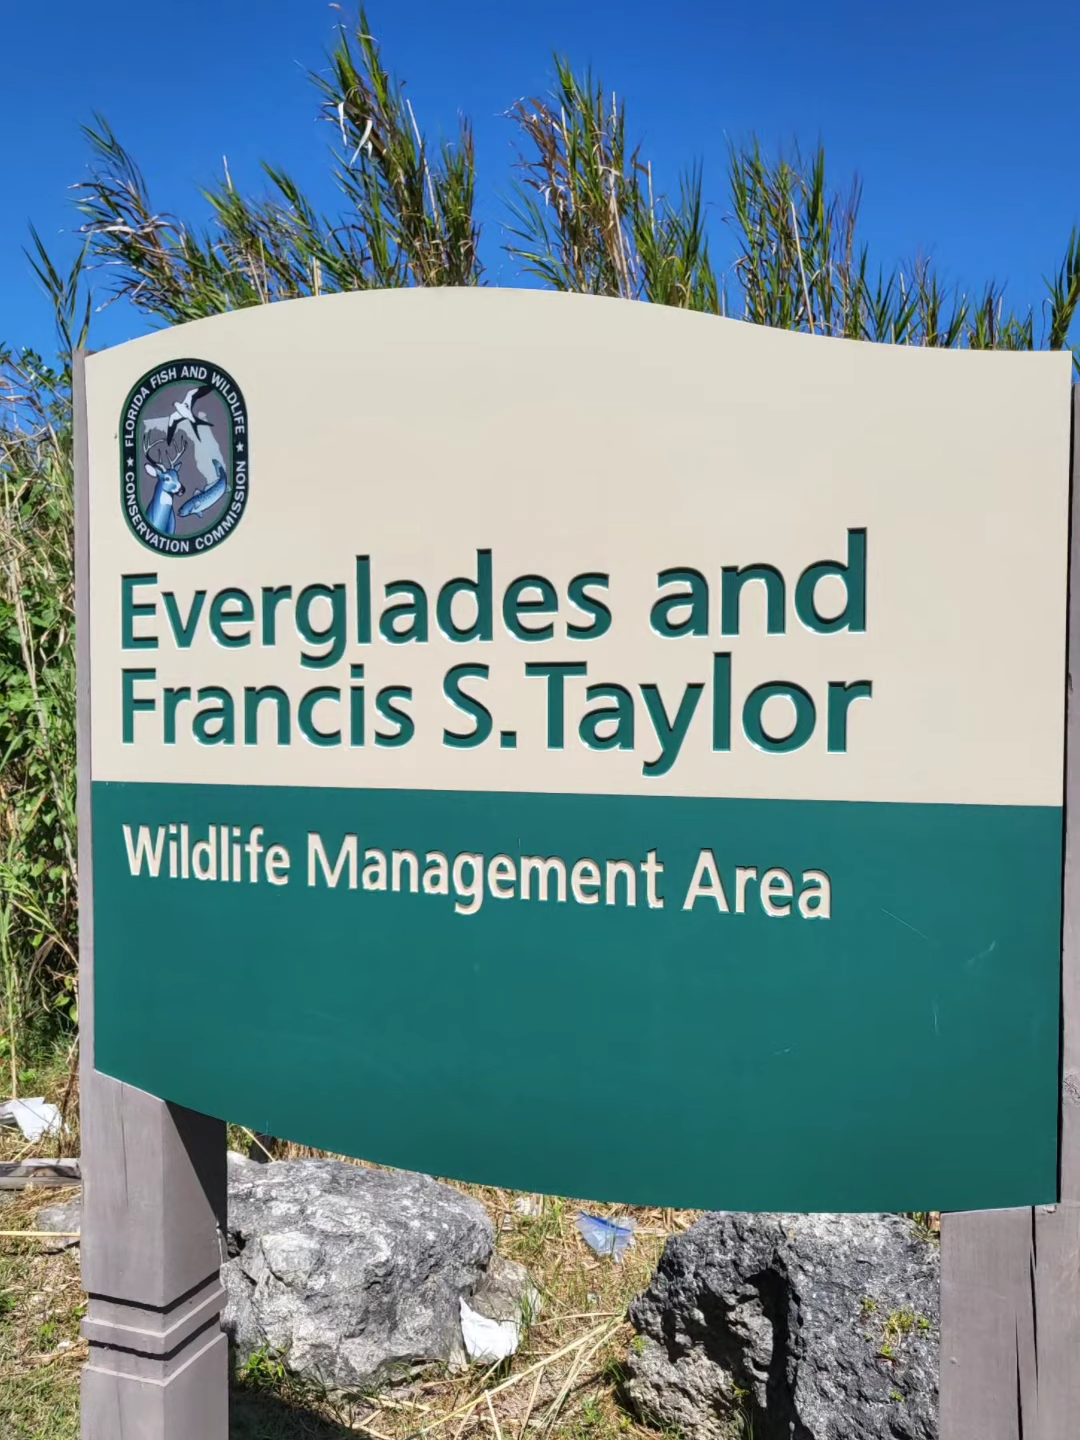 FLORIDA FISH AND WILDLIFE
CONSERVATION COMMISSION
Everglades and
Francis S. Taylor
Wildlife Management Area